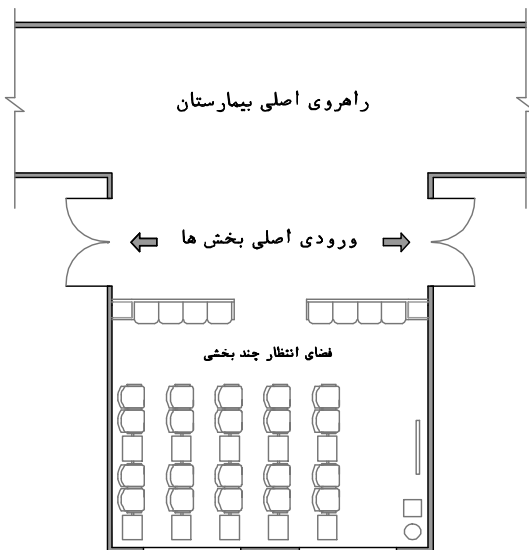 راهروی اصلی بیمارستان
ورودی اصلی بخش ها
فضای انتظار چند بخشی